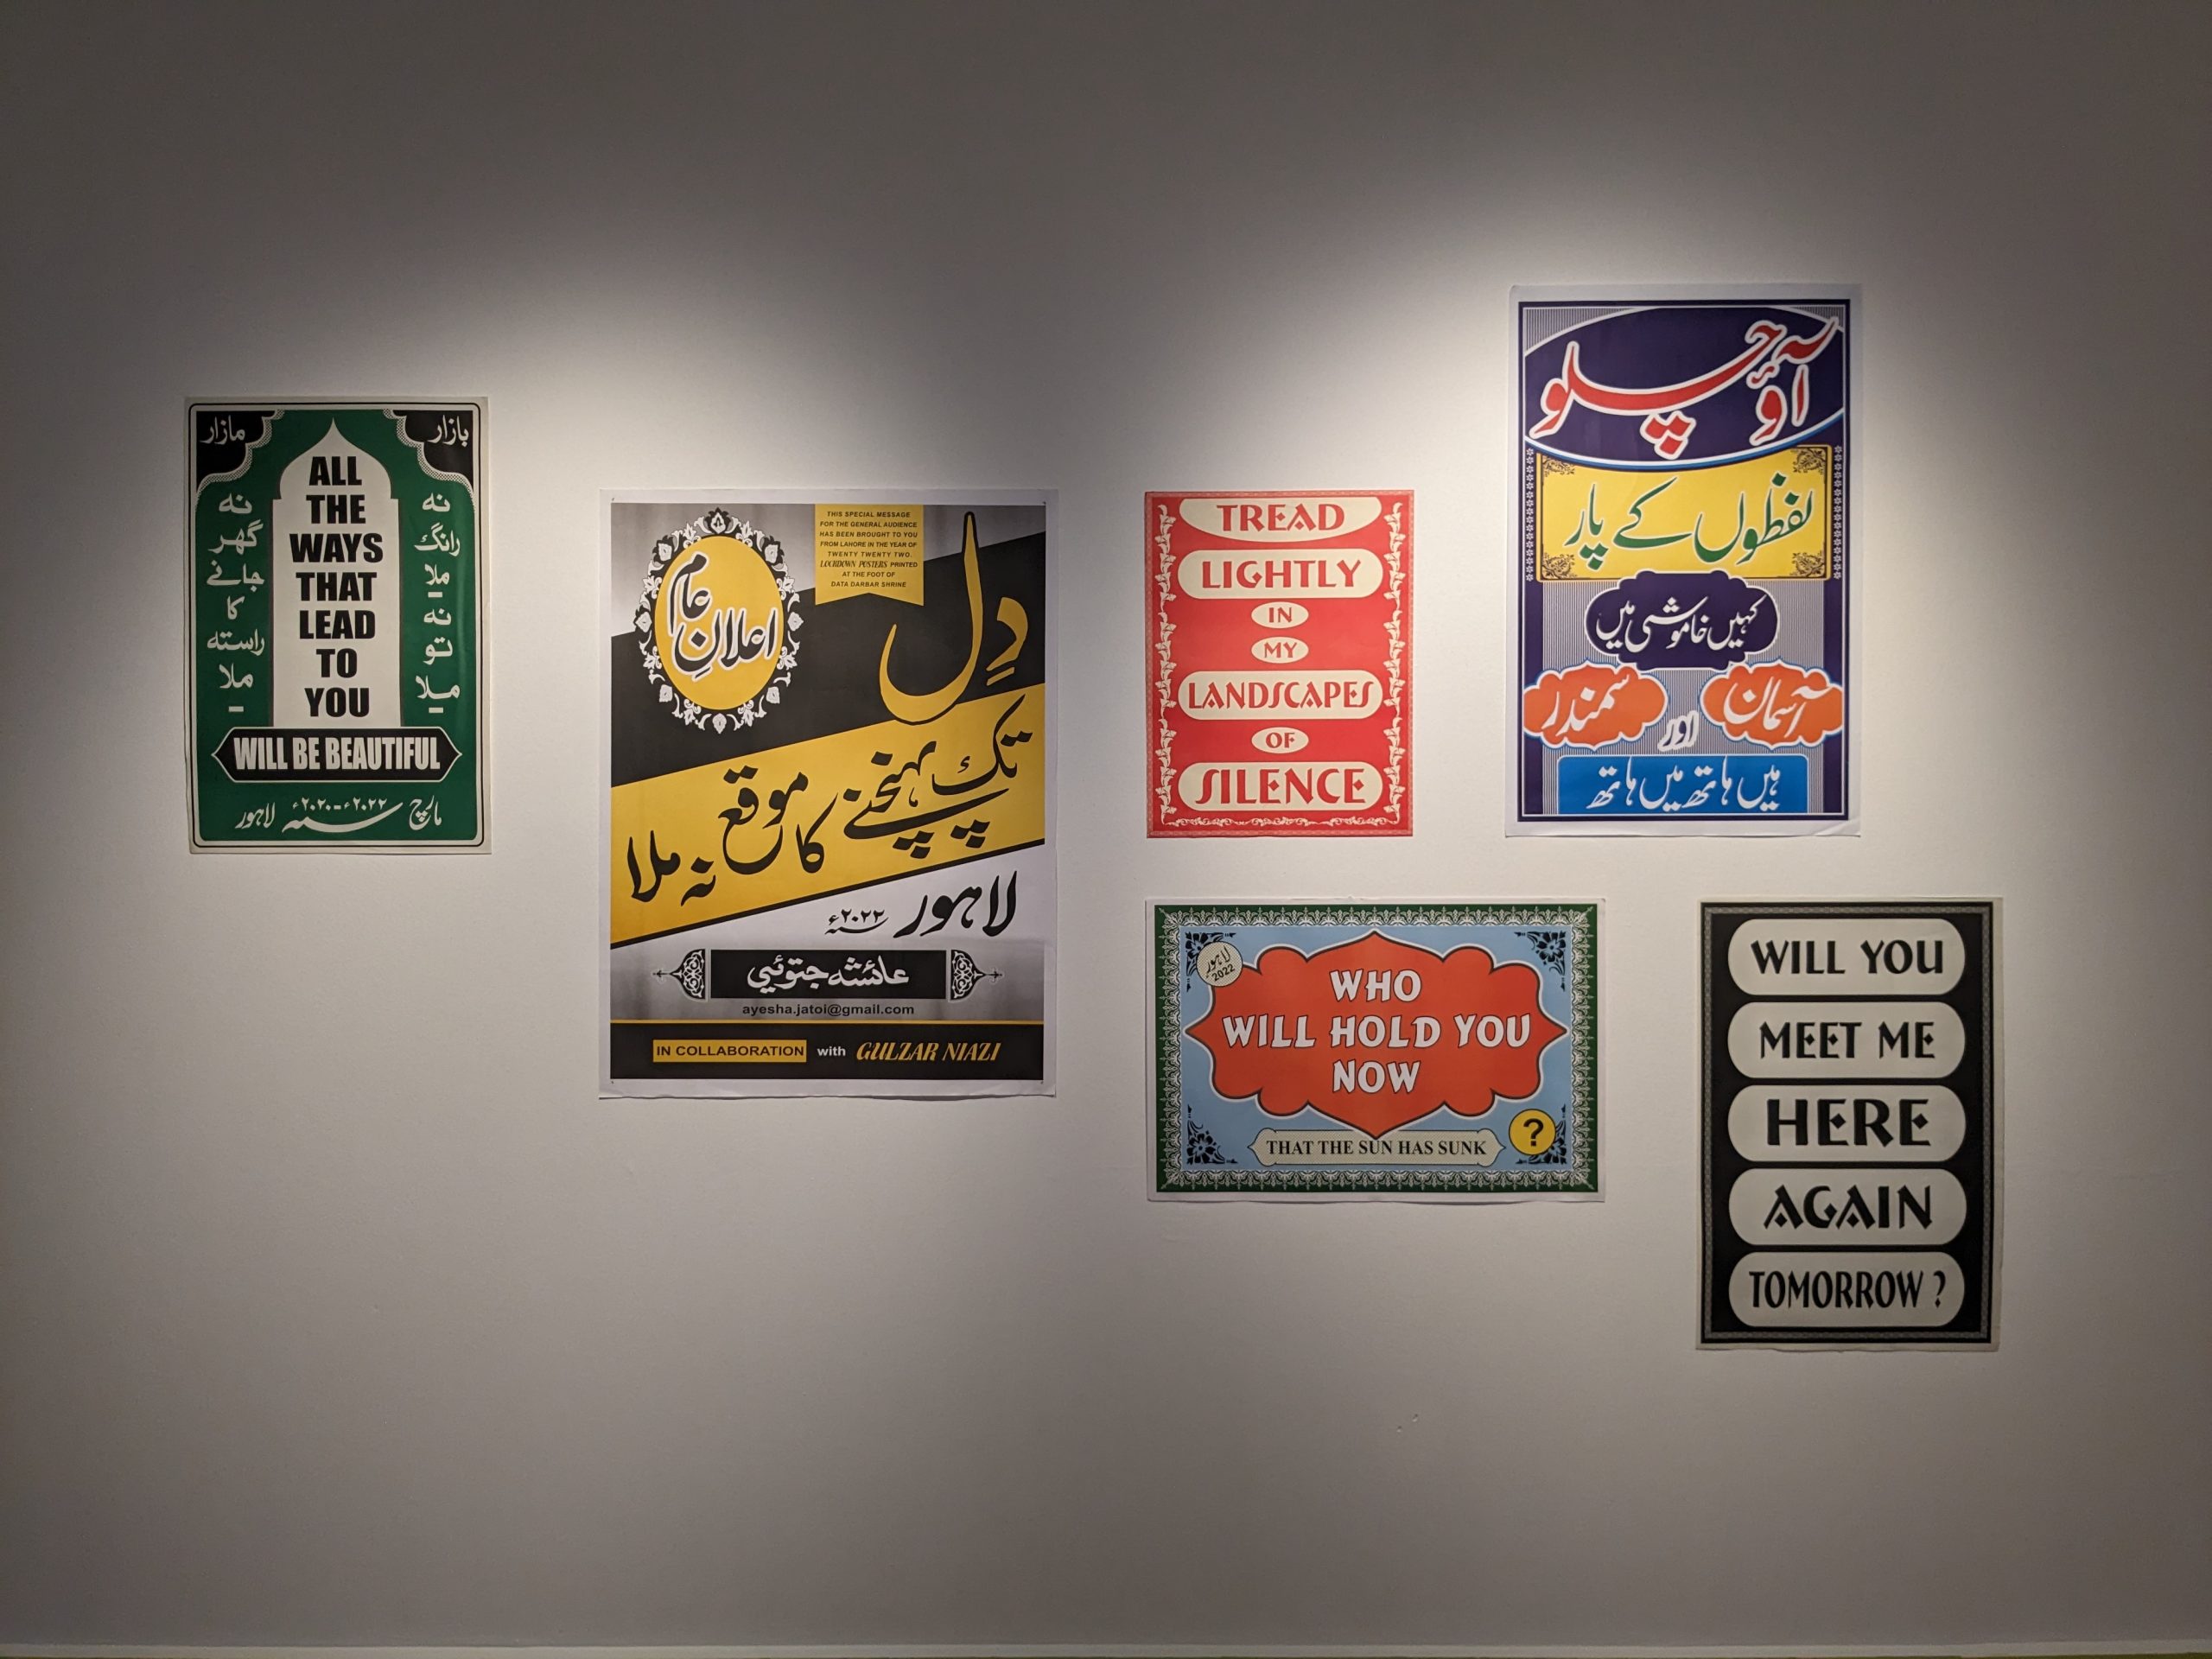 بازار
مازار
ALL
THE
WAYS
THAT
LEAD
TO
YOU
نہ
رانگ
ملا
نہ
تو
ملا
نہ
گھر
جانے
کا
راستہ
ملا
WILL BE BEAUTIFUL
مارچ ۲۰۲۲ء-۲۰۲۰ء لاہور
THIS SPECIAL MESSAGE
FOR THE GENERAL AUDIENCE
HAS BEEN BROUGHT TO YOU
FROM LAHORE IN THE YEAR OF
TWENTY TWENTY TWO.
LOCKDOWN POSTERS PRINTED
AT THE FOOT OF
DATA DARBAR SHRINE
اعلانِ عام
دِل
تک پہنچنے کا موقع نہ ملا
لاہور ۲۰۲۲ء
عائشہ جتوئی
ayesha.jatoi@gmail.com
IN COLLABORATION with GULZAR NIAZI
TREAD
LIGHTLY
IN
MY
LANDSCAPES
OF
SILENCE
آؤ چلو
لفظوں کے پار
کہیں خاموشی میں
آسمان اور سمندر
ہیں ہاتھ میں ہاتھ
لاہور
2022
WHO
WILL HOLD YOU
NOW
THAT THE SUN HAS SUNK
?
WILL YOU
MEET ME
HERE
AGAIN
TOMORROW ?